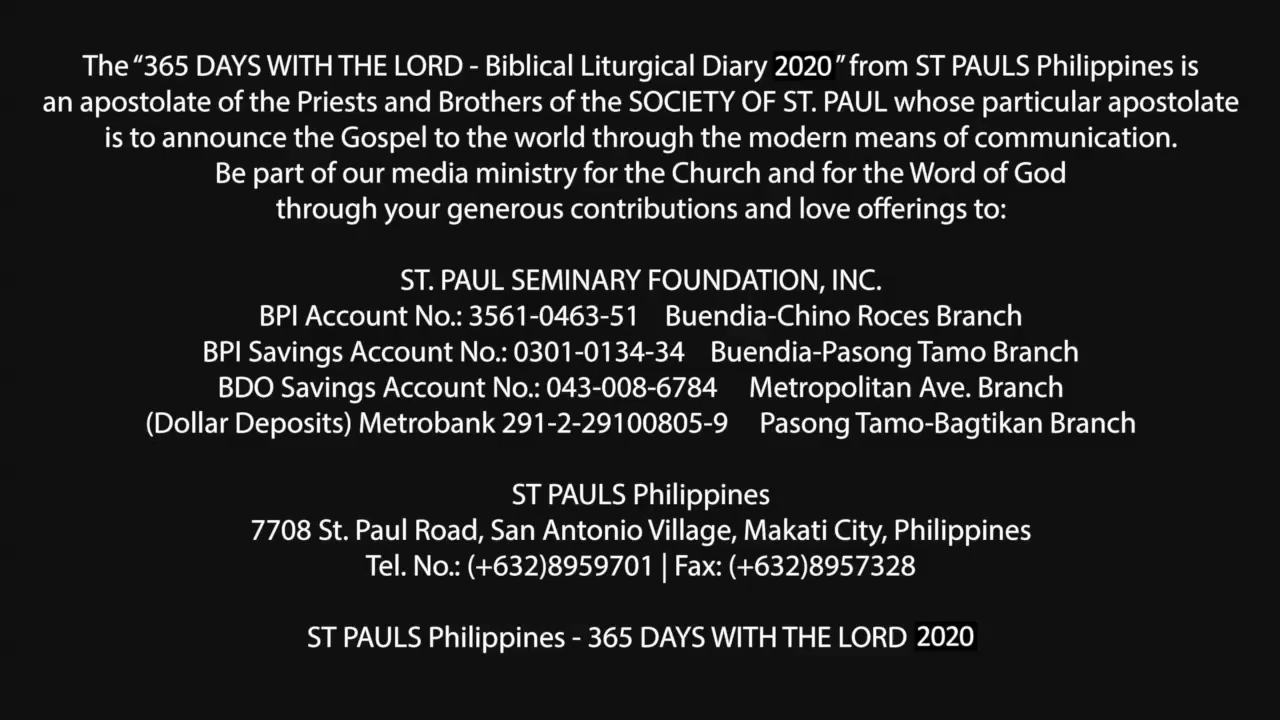 The “365 DAYS WITH THE LORD - Biblical Liturgical Diary 2020” from ST PAULS Philippines is
an apostolate of the Priests and Brothers of the SOCIETY OF ST. PAUL whose particular apostolate
is to announce the Gospel to the world through the modern means of communication.
Be part of our media ministry for the Church and for the Word of God
through your generous contributions and love offerings to:
ST. PAUL SEMINARY FOUNDATION, INC.
BPI Account No.: 3561-0463-51 Buendia-Chino Roces Branch
BPI Savings Account No.: 0301-0134-34 Buendia-Pasong Tamo Branch
BDO Savings Account No.: 043-008-6784 Metropolitan Ave. Branch
(Dollar Deposits) Metrobank 291-2-29100805-9 Pasong Tamo-Bagtikan Branch
ST PAULS Philippines
7708 St. Paul Road, San Antonio Village, Makati City, Philippines
Tel. No.: (+632)8959701 | Fax: (+632)8957328
ST PAULS Philippines - 365 DAYS WITH THE LORD 2020